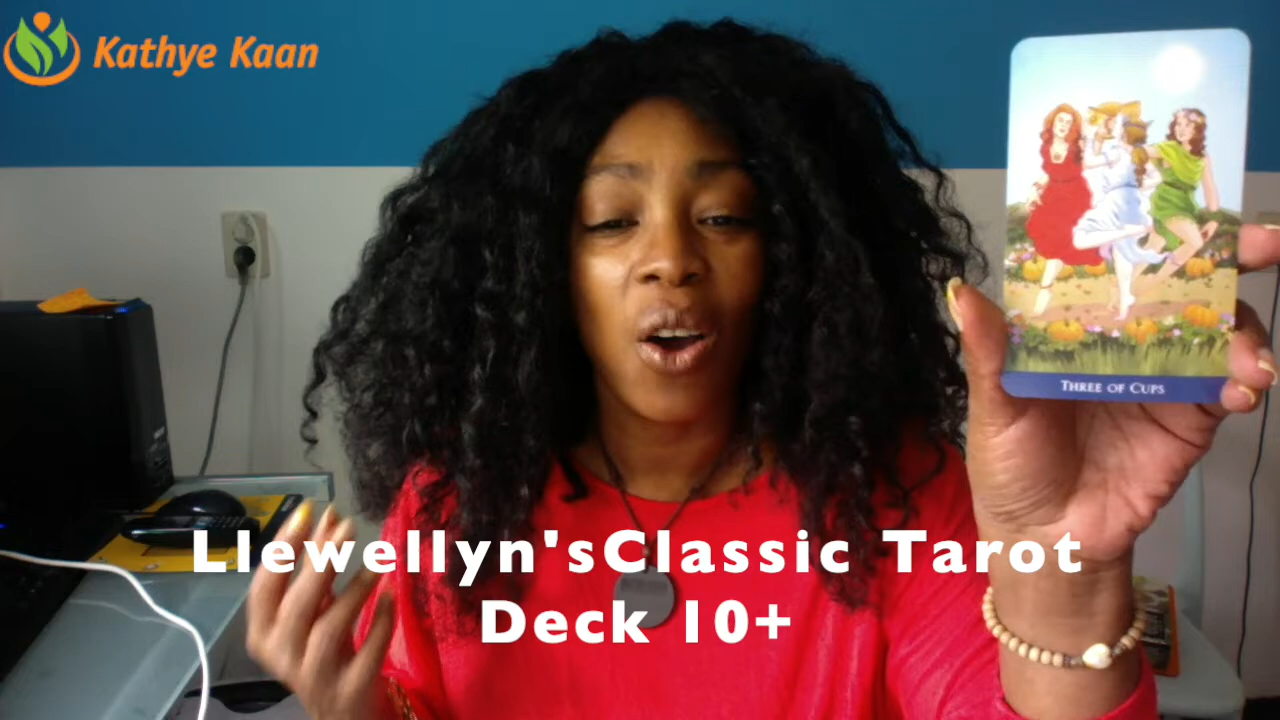 Kathye Kaan
THREE OF CUPS
Llewellyn'sClassic Tarot
Deck 10+